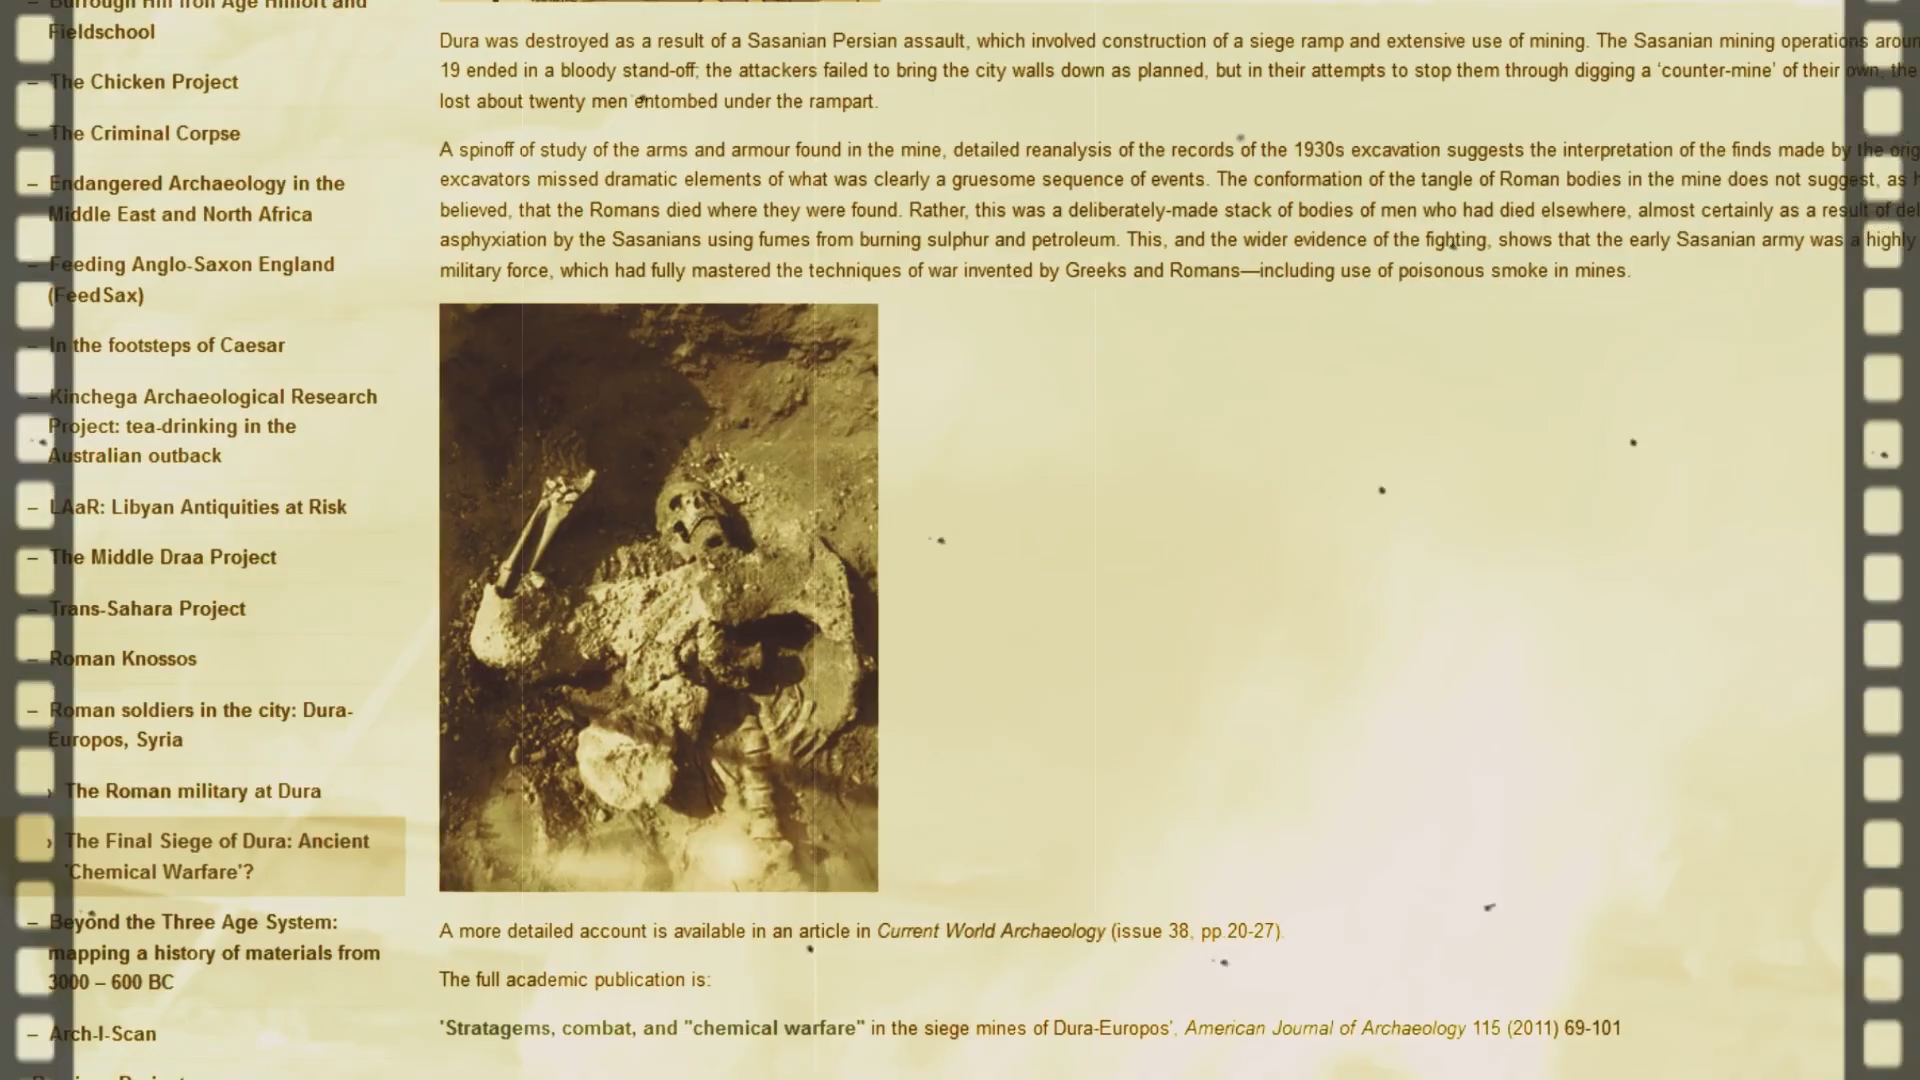 Burrough Hill Iron Age Hillfort and
Fieldschool
– The Chicken Project
– The Criminal Corpse
– Endangered Archaeology in the
Middle East and North Africa
– Feeding Anglo-Saxon England
(FeedSax)
– In the footsteps of Caesar
– Kinchega Archaeological Research
Project: tea-drinking in the
Australian outback
– LAaR: Libyan Antiquities at Risk
– The Middle Draa Project
– Trans-Sahara Project
– Roman Knossos
– Roman soldiers in the city: Dura-
Europos, Syria
› The Roman military at Dura
› The Final Siege of Dura: Ancient
'Chemical Warfare'?
– Beyond the Three Age System:
mapping a history of materials from
3000 – 600 BC
– Arch-I-Scan
Dura was destroyed as a result of a Sasanian Persian assault, which involved construction of a siege ramp and extensive use of mining. The Sasanian mining operations
19 ended in a bloody stand-off; the attackers failed to bring the city walls down as planned, but in their attempts to stop them through digging a ‘counter-mine’ of their own, the
lost about twenty men entombed under the rampart.
A spinoff of study of the arms and armour found in the mine, detailed reanalysis of the records of the 1930s excavation suggests the interpretation of the finds made by the
excavators missed dramatic elements of what was clearly a gruesome sequence of events. The conformation of the tangle of Roman bodies in the mine does not suggest, as
believed, that the Romans died where they were found. Rather, this was a deliberately-made stack of bodies of men who had died elsewhere, almost certainly as a result of
asphyxiation by the Sasanians using fumes from burning sulphur and petroleum. This, and the wider evidence of the fighting, shows that the early Sasanian army was a highly
military force, which had fully mastered the techniques of war invented by Greeks and Romans—including use of poisonous smoke in mines.
A more detailed account is available in an article in Current World Archaeology (issue 38, pp.20-27).
The full academic publication is:
'Stratagems, combat, and "chemical warfare" in the siege mines of Dura-Europos', American Journal of Archaeology 115 (2011) 69-101